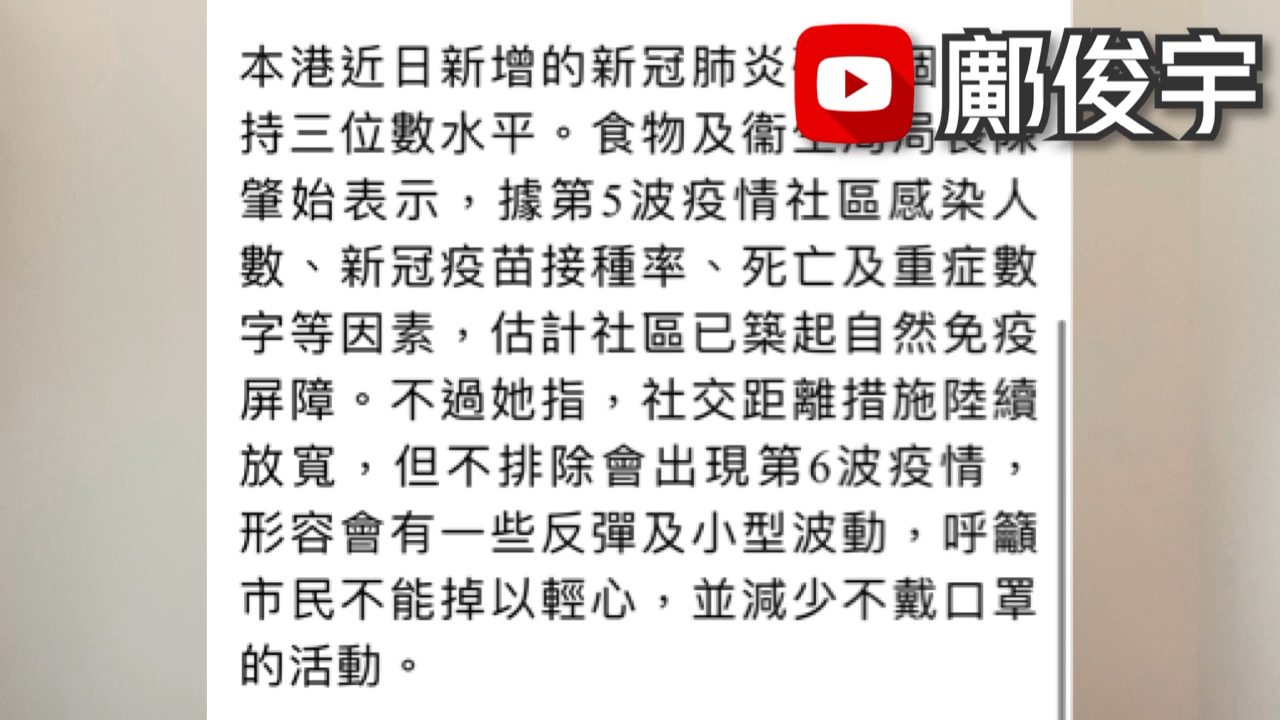 鄺俊宇
本港近日新增的新冠肺炎
持三位數水平。食物及衞生局局長陳
肇始表示，據第5波疫情社區感染人
數、新冠疫苗接種率、死亡及重症數
字等因素，估計社區已築起自然免疫
屏障。不過她指，社交距離措施陸續
放寬，但不排除會出現第6波疫情，
形容會有一些反彈及小型波動，呼籲
市民不能掉以輕心，並減少不戴口罩
的活動。